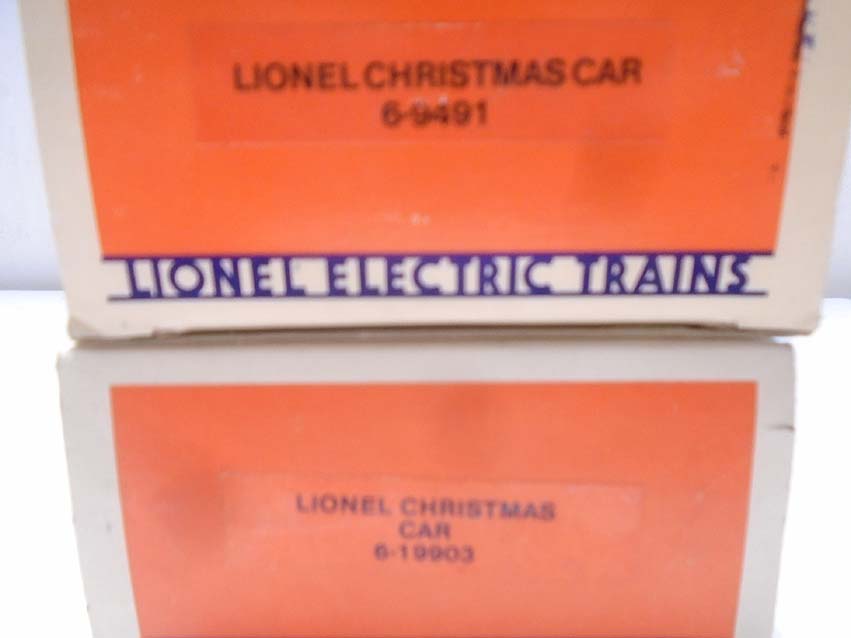 LIONEL CHRISTMAS CAR
6-9491
LIONEL ELECTRIC TRAINS
LIONEL CHRISTMAS
CAR
6-19903